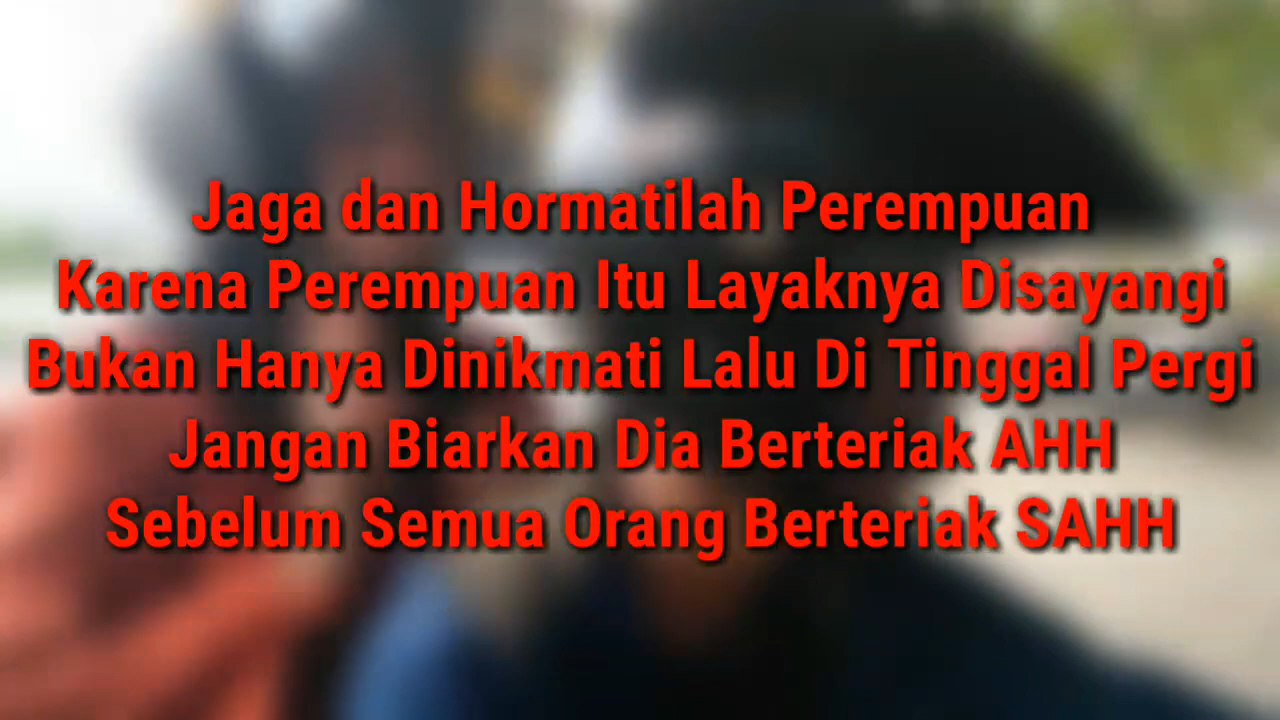 Jaga dan Hormatilah Perempuan
Karena Perempuan Itu Layaknya Disayangi
Bukan Hanya Dinikmati Lalu Di Tinggal Pergi
Jangan Biarkan Dia Berteriak AHH
Sebelum Semua Orang Berteriak SAHH